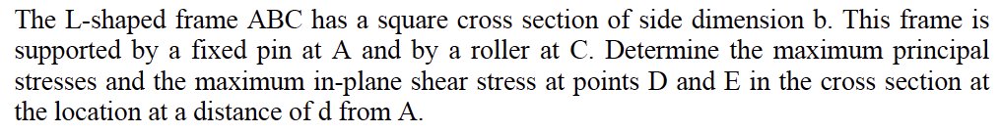 The L-shaped frame ABC has a square cross section of side dimension b. This frame is
supported by a fixed pin at A and by a roller at C. Determine the maximum principal
stresses and the maximum in-plane shear stress at points D and E in the cross section at
the location at a distance of d from A.